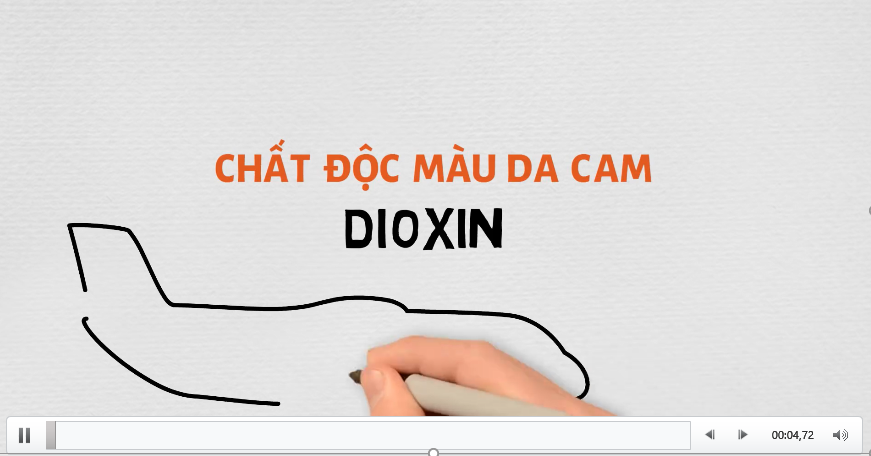 CHẤT ĐỘC MÀU DA CAM
DIOXIN
00:04,72